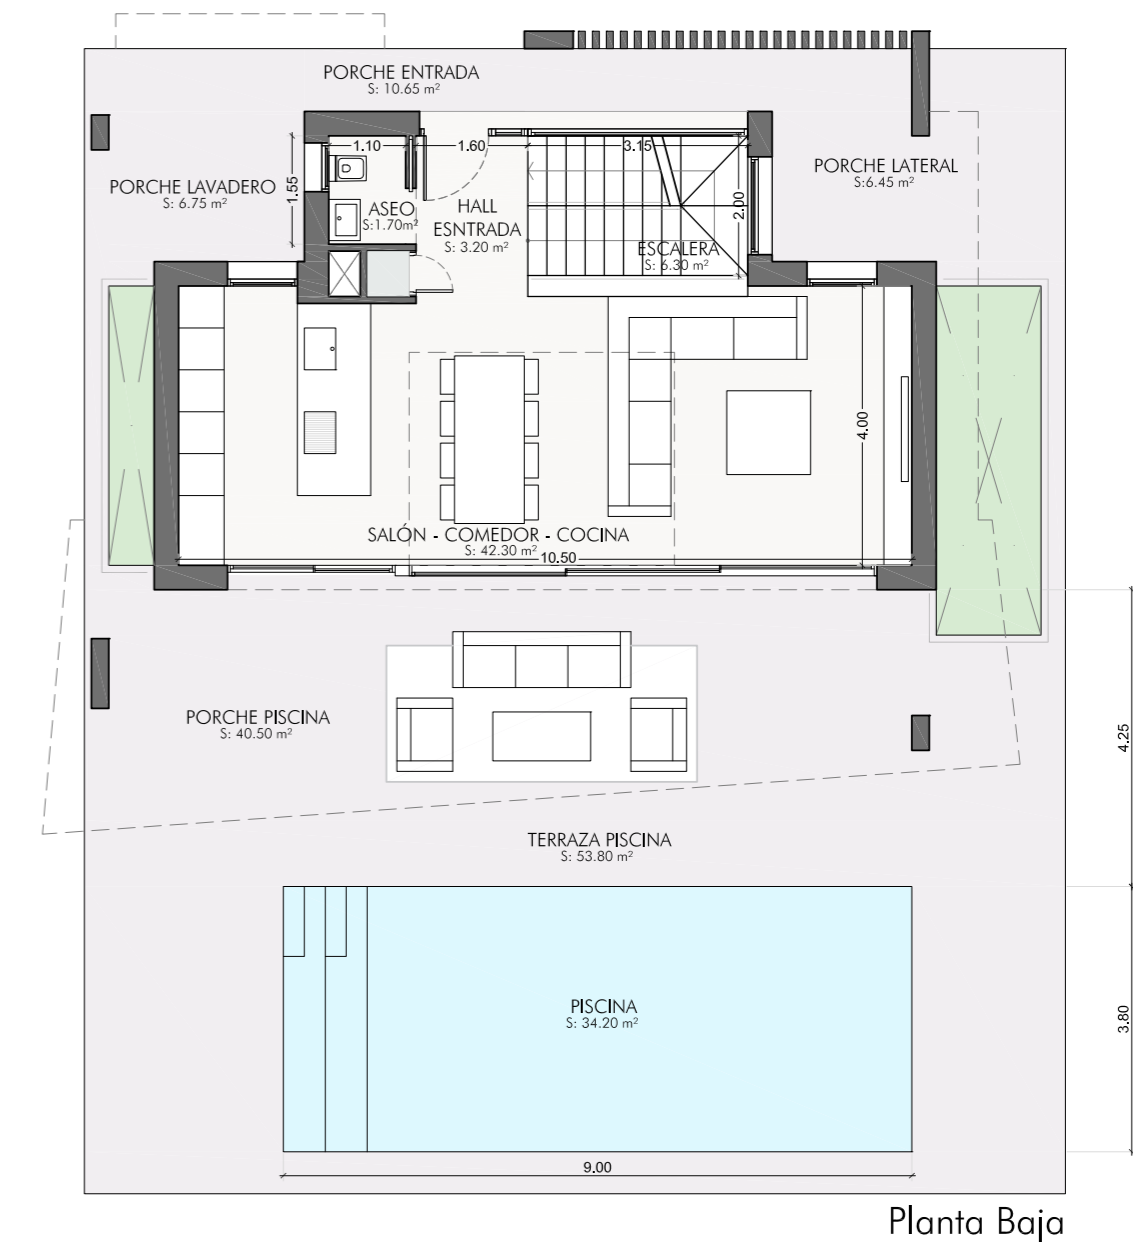 PORCHE ENTRADA
S: 10.65 m²
1.10
1.60
3.15
PORCHE LATERAL
S:6.45 m²
PORCHE LAVADERO
S: 6.75 m²
1.55
ASEO
S:1.70m²
HALL
ESNTRADA
S: 3.20 m²
2.00
ESCALERA
S: 6.30 m²
4.00
SALÓN - COMEDOR - COCINA
S: 42.30 m²
10.50
PORCHE PISCINA
S: 40.50 m²
4.25
TERRAZA PISCINA
S: 53.80 m²
PISCINA
S: 34.20 m²
3.80
9.00
Planta Baja